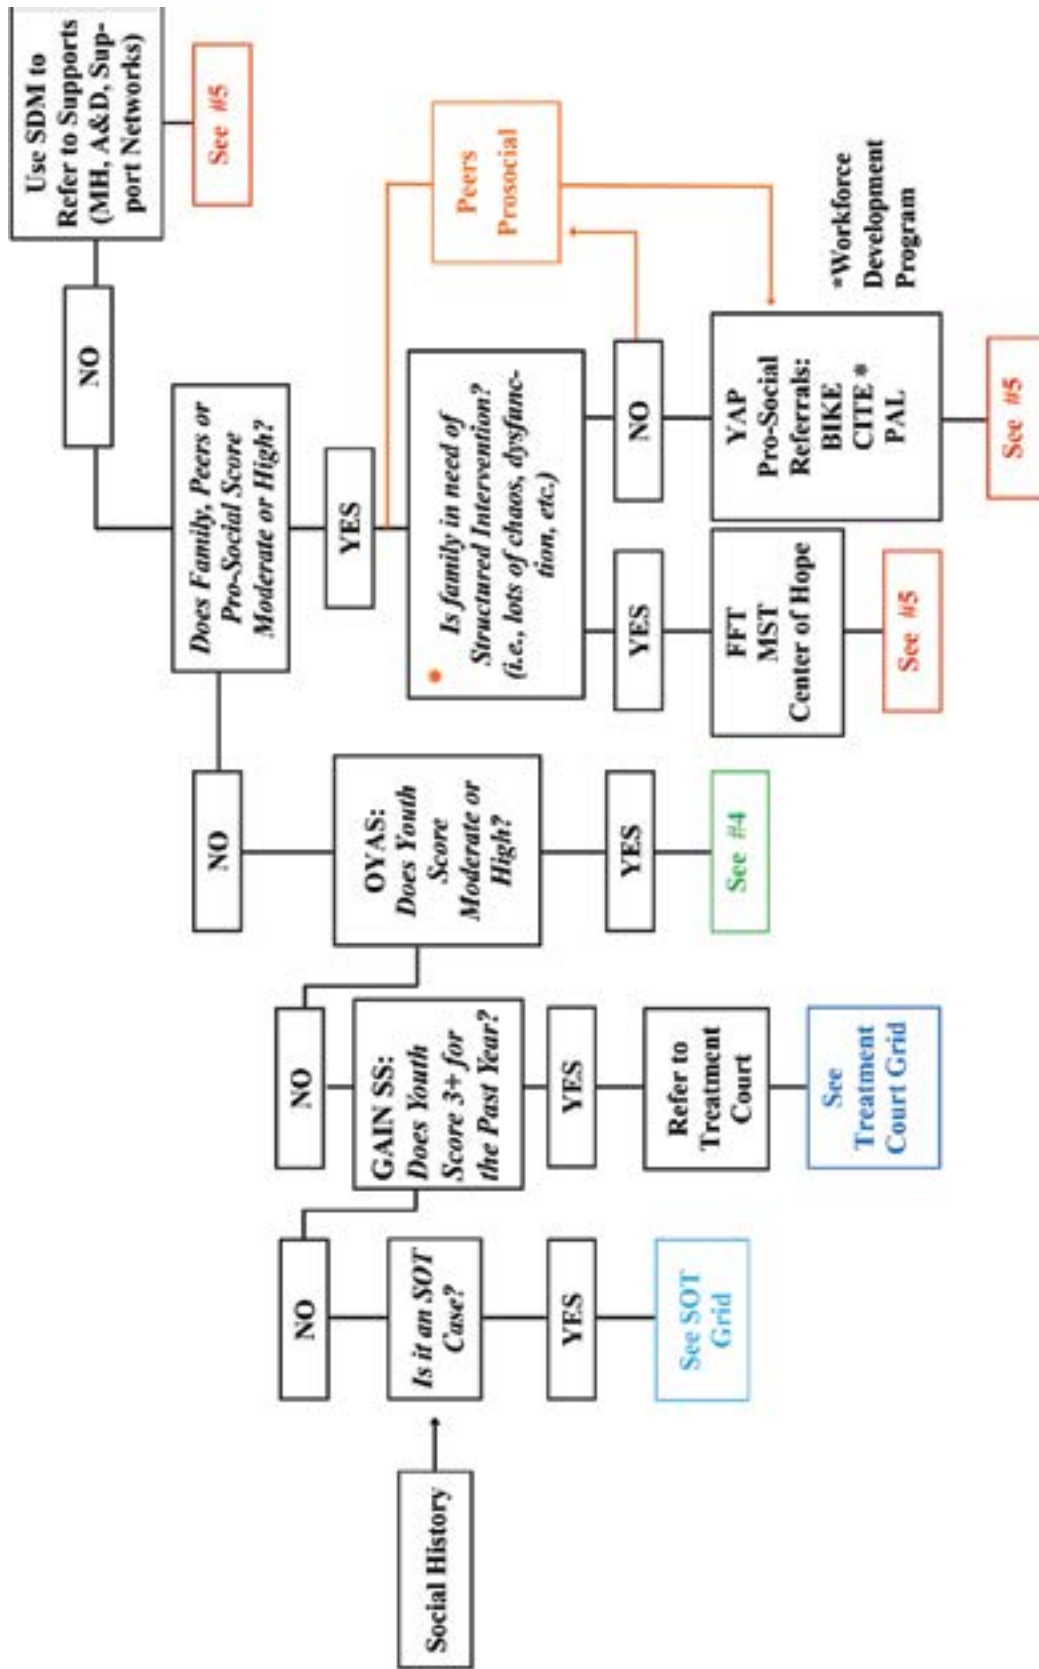 Social History
NO
Is it an SOT
Case?
YES
See SOT
Grid
NO
GAIN SS:
Does Youth
Score 3+ for
the Past Year?
YES
Refer to
Treatment
Court
See
Treatment
Court Grid
NO
OYAS:
Does Youth
Score
Moderate or
High?
YES
See #4
NO
Does Family, Peers or
Pro-Social Score
Moderate or High?
YES
* Is family in need of
Structured Intervention?
(i.e., lots of chaos, dysfunc-
tion, etc.)
YES
FFT
MST
Center of Hope
See #5
NO
YAP
Pro-Social
Referrals:
BIKE
CITE *
PAL
See #5
Peers
Prosocial
*Workforce
Development
Program
NO
Use SDM to
Refer to Supports
(MH, A&D, Sup-
port Networks)
See #5